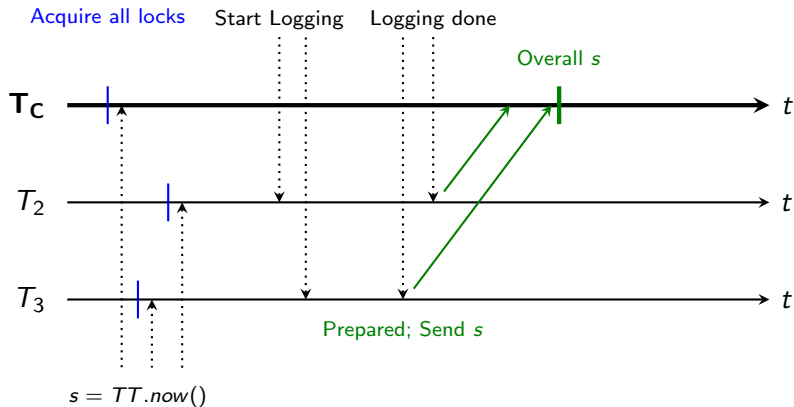 Acquire all locks
Start Logging
Logging done
Overall s
T_C
t
T_2
t
T_3
t
Prepared; Send s
s = TT.now()